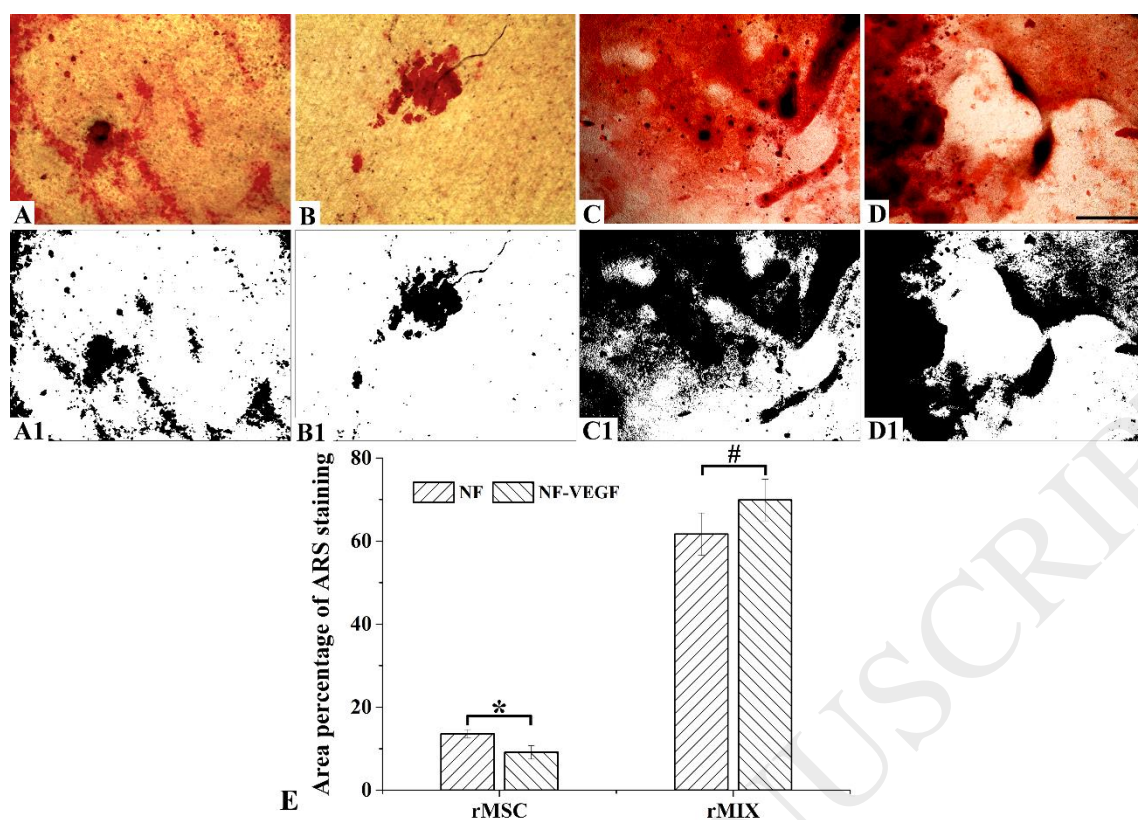 A B C D
A1 B1 C1 D1
80
#
NF NF-VEGF
60
Area percentage of ARS staining
40
20
*
0
rMSC rMIX
E
USCRIP